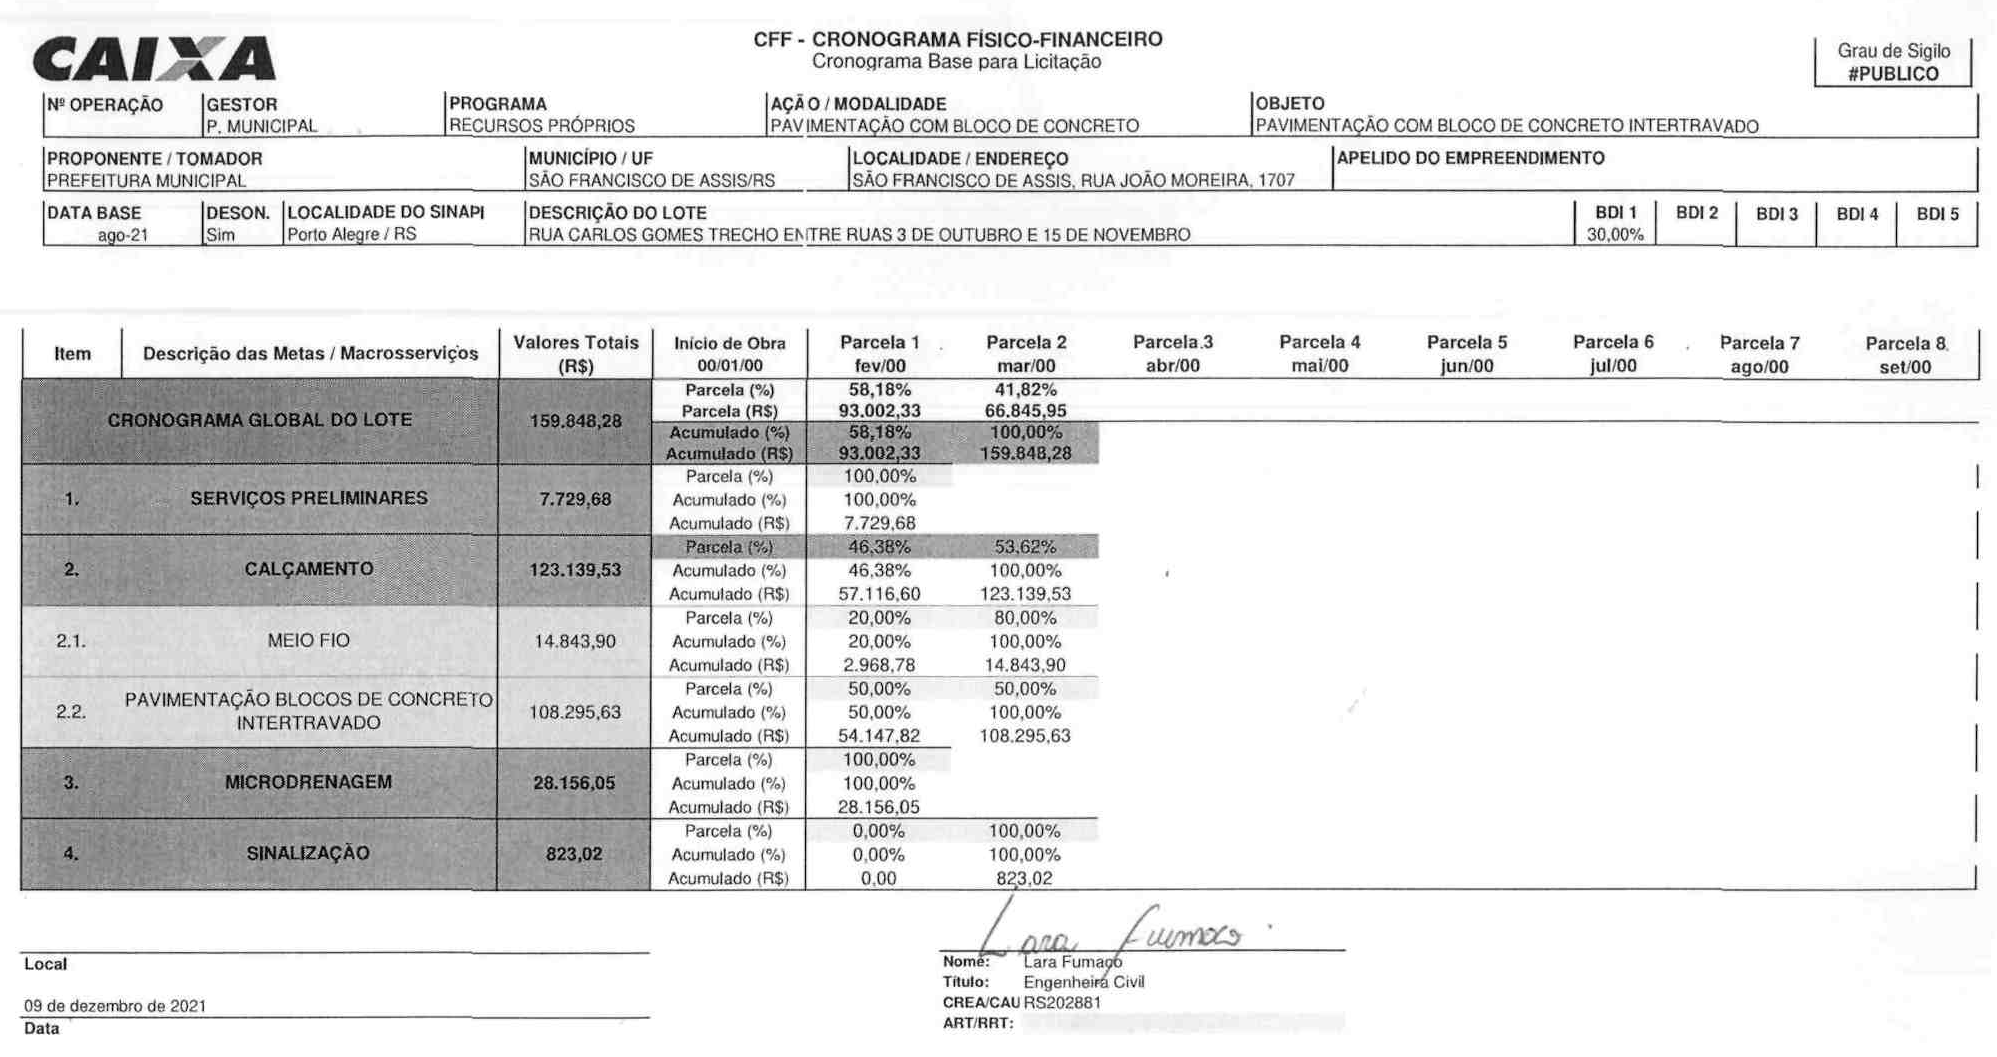 CAIXA
CFF - CRONOGRAMA FÍSICO-FINANCEIRO
Cronograma Base para Licitação
Grau de Sigilo
#PUBLICO
Nº OPERAÇÃO GESTOR PROGRAMA AÇÃO / MODALIDADE OBJETO
P. MUNICIPAL RECURSOS PRÓPRIOS PAVIMENTAÇÃO COM BLOCO DE CONCRETO PAVIMENTAÇÃO COM BLOCO DE CONCRETO INTERTRAVADO
PROPONENTE / TOMADOR MUNICÍPIO / UF LOCALIDADE / ENDEREÇO APELIDO DO EMPREENDIMENTO
PREFEITURA MUNICIPAL SÃO FRANCISCO DE ASSIS/RS SÃO FRANCISCO DE ASSIS, RUA JOÃO MOREIRA, 1707
DATA BASE DESON. LOCALIDADE DO SINAPI DESCRIÇÃO DO LOTE BDI 1 BDI 2 BDI 3 BDI 4 BDI 5
ago-21 Sim Porto Alegre / RS RUA CARLOS GOMES TRECHO ENTRE RUAS 3 DE OUTUBRO E 15 DE NOVEMBRO 30,00%
Item Descrição das Metas / Macrosserviços Valores Totais (R$) Início de Obra 00/01/00 Parcela 1 fev/00 Parcela 2 mar/00 Parcela.3 abr/00 Parcela 4 mai/00 Parcela 5 jun/00 Parcela 6 jul/00 Parcela 7 ago/00 Parcela 8 set/00
CRONOGRAMA GLOBAL DO LOTE 159.848,28
Parcela (%) 58,18% 41,82%
Parcela (R$) 93.002,33 66.845,95
Acumulado (%) 58,18% 100,00%
Acumulado (R$) 93.002,33 159.848,28
1. SERVIÇOS PRELIMINARES 7.729,68
Parcela (%) 100,00%
Acumulado (%) 100,00%
Acumulado (R$) 7.729,68
2. CALÇAMENTO 123.139,53
Parcela (%) 46,38% 53,62%
Acumulado (%) 46,38% 100,00%
Acumulado (R$) 57.116,60 123.139,53
2.1. MEIO FIO 14.843,90
Parcela (%) 20,00% 80,00%
Acumulado (%) 20,00% 100,00%
Acumulado (R$) 2.968,78 14.843,90
2.2. PAVIMENTAÇÃO BLOCOS DE CONCRETO INTERTRAVADO 108.295,63
Parcela (%) 50,00% 50,00%
Acumulado (%) 50,00% 100,00%
Acumulado (R$) 54.147,82 108.295,63
3. MICRODRENAGEM 28.156,05
Parcela (%) 100,00%
Acumulado (%) 100,00%
Acumulado (R$) 28.156,05
4. SINALIZAÇÃO 823,02
Parcela (%) 0,00% 100,00%
Acumulado (%) 0,00% 100,00%
Acumulado (R$) 0,00 823,02
Local
09 de dezembro de 2021
Data
Lara Fumaco
Nome: Lara Fumaço
Título: Engenheira Civil
CREA/CAU RS202881
ART/RRT: